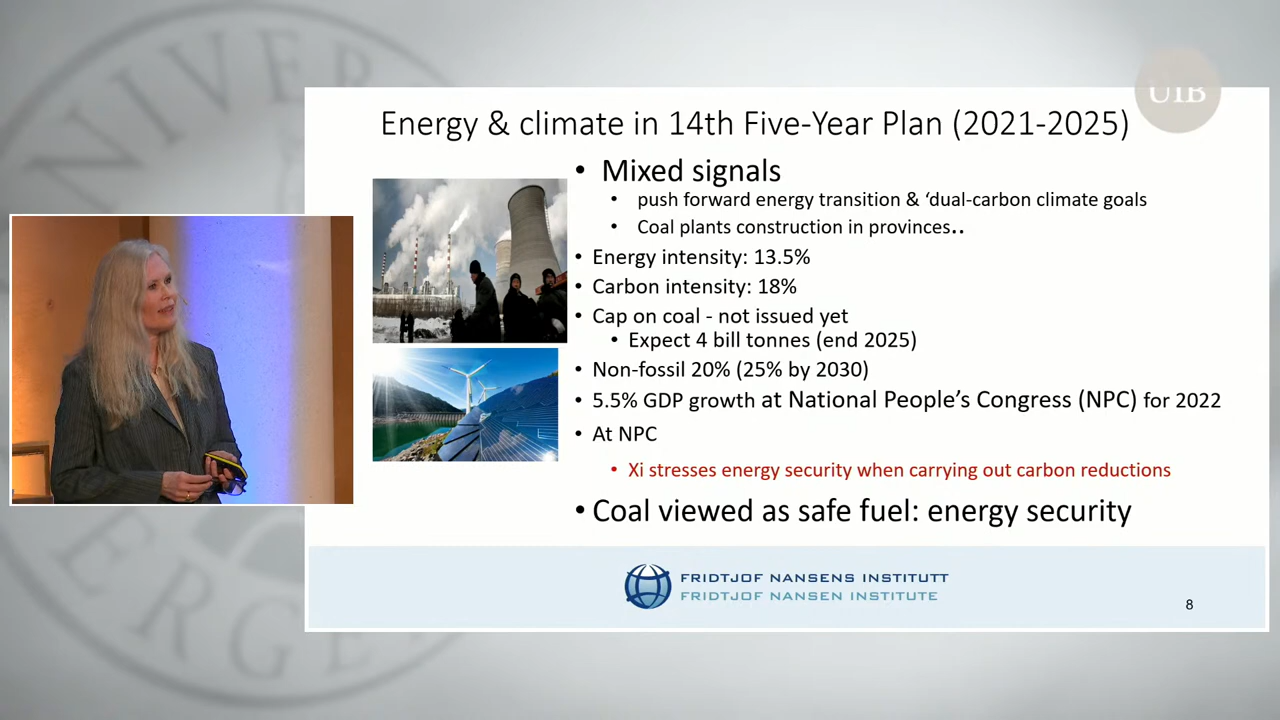 UIB
Energy & climate in 14th Five-Year Plan (2021-2025)
• Mixed signals
• push forward energy transition & ‘dual-carbon climate goals
• Coal plants construction in provinces..
• Energy intensity: 13.5%
• Carbon intensity: 18%
• Cap on coal - not issued yet
• Expect 4 bill tonnes (end 2025)
• Non-fossil 20% (25% by 2030)
• 5.5% GDP growth at National People’s Congress (NPC) for 2022
• At NPC
• Xi stresses energy security when carrying out carbon reductions
• Coal viewed as safe fuel: energy security
FRIDTJOF NANSENS INSTITUTT
FRIDTJOF NANSEN INSTITUTE
8